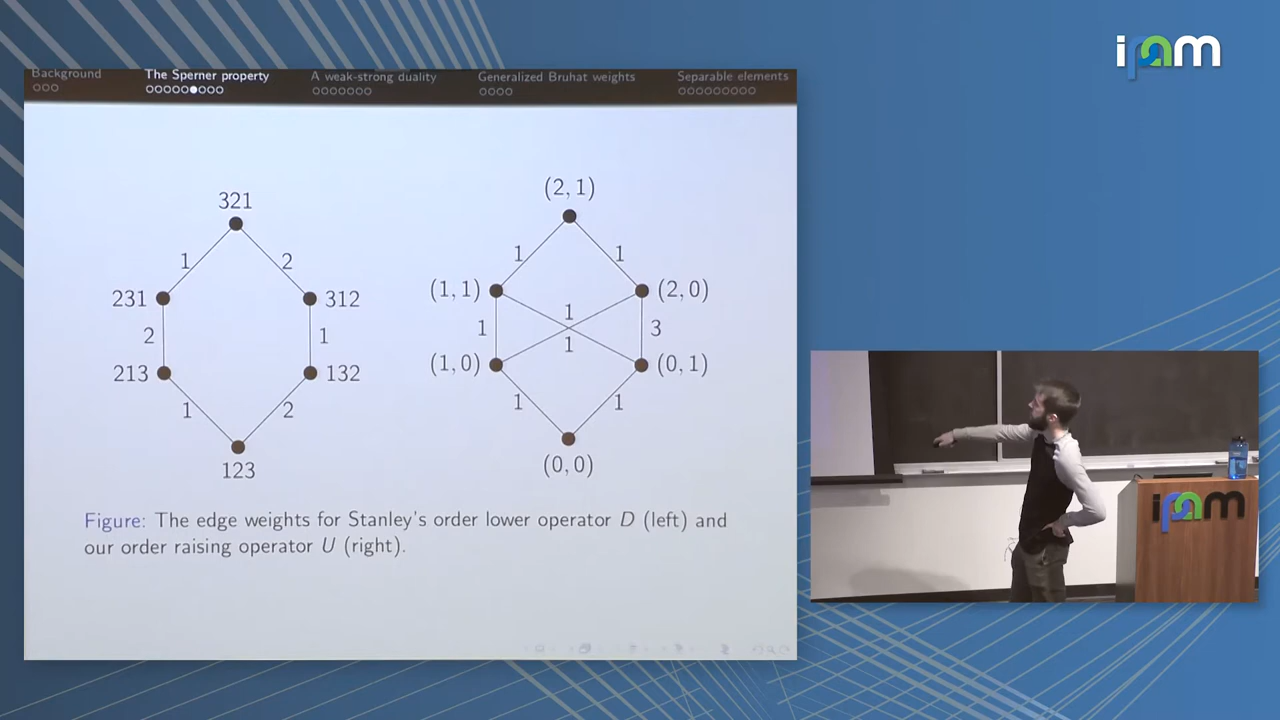 ipam
Background
The Sperner property
A weak-strong duality
Generalized Bruhat weights
Separable elements
321
1
2
231
312
2
1
213
132
1
2
123
(2, 1)
1
1
(1, 1)
(2, 0)
1
1
3
1
(1, 0)
(0, 1)
1
1
(0, 0)
Figure: The edge weights for Stanley's order lower operator D (left) and
our order raising operator U (right).
ipam